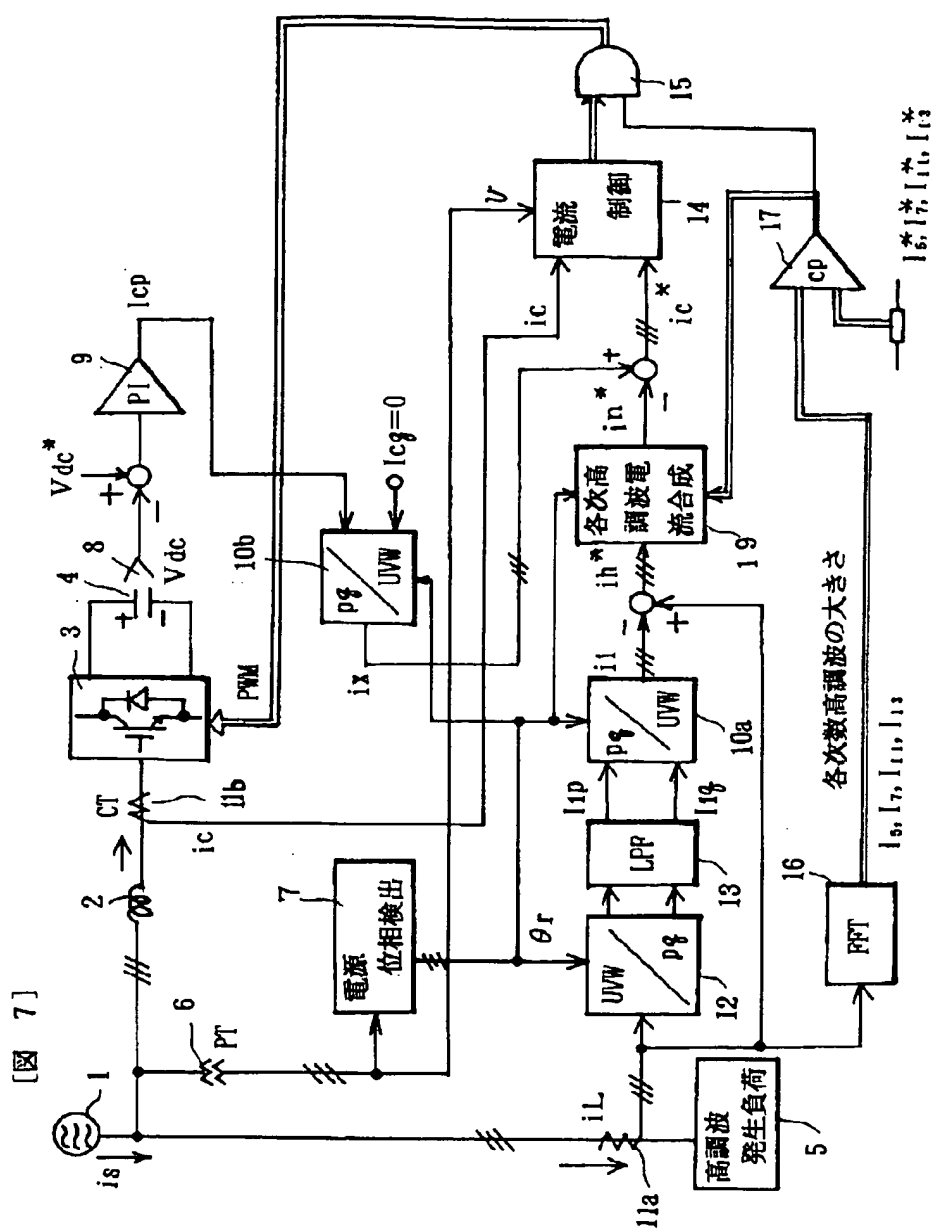 [図 7]
1
is
6
PT
iL
11a
高調波
発生負荷
5
2
CT
11b
ic
3
PWM
4
+
-
8
Vdc
Vdc*
+
-
9
PI
Icp
7
電源
位相検出
θr
UVW
pq
12
LPF
13
I1p
I1q
pq
UVW
10a
i1
-
+
ih*
pq
UVW
10b
Icq=0
ix
各次高
調波電
流合成
19
in*
+
-
ic*
ic
v
電流
制御
14
15
16
FFT
各次数高調波の大きさ
I5, I7, I11, I13
17
cp
I5*, I7*, I11*, I13*